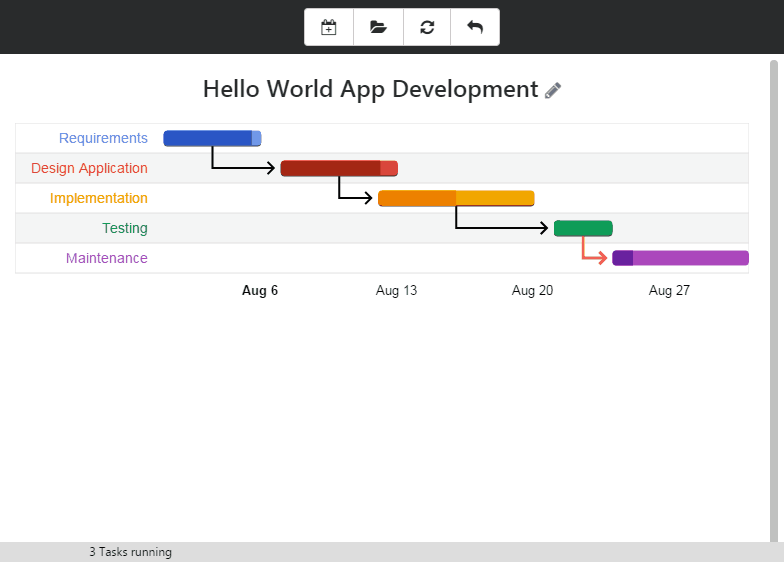 Hello World App Development
Requirements
Design Application
Implementation
Testing
Maintenance
Aug 6 Aug 13 Aug 20 Aug 27
3 Tasks running